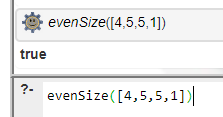 evenSize([4,5,5,1])
true
?- evenSize([4,5,5,1])